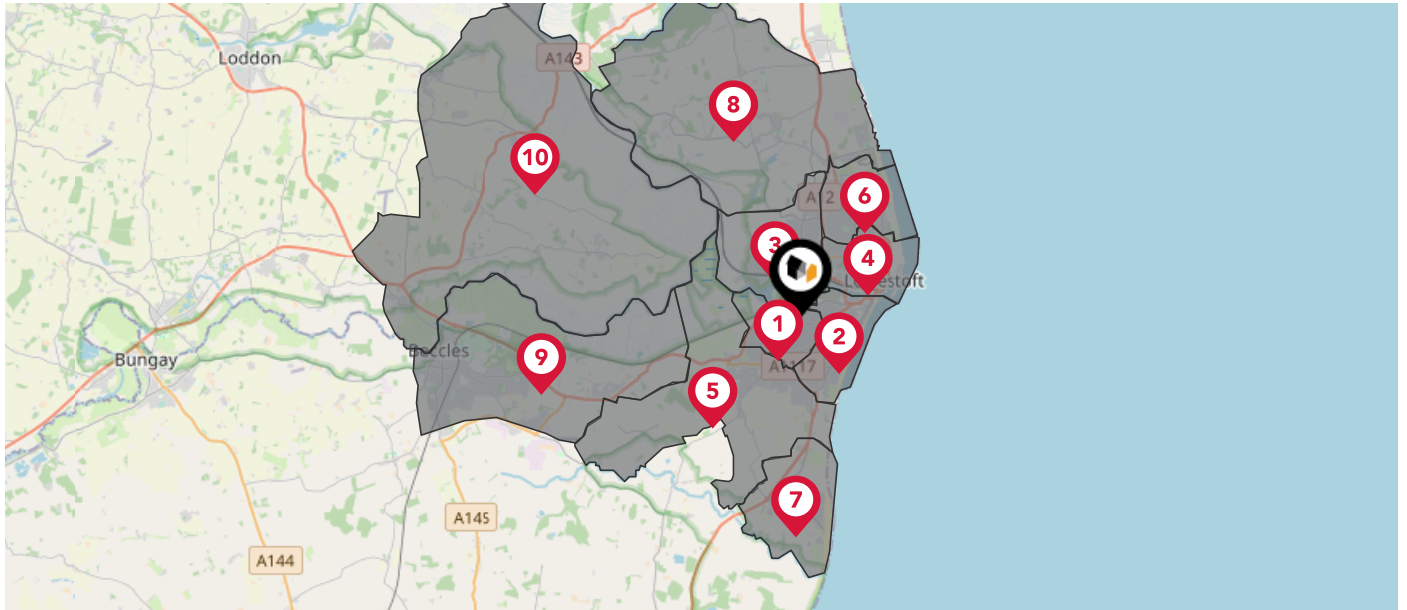 Loddon
A143
8
10
6
A12
3
4
Lowestoft
1
2
Bungay
Beccles
9
A1117
5
7
A145
A144